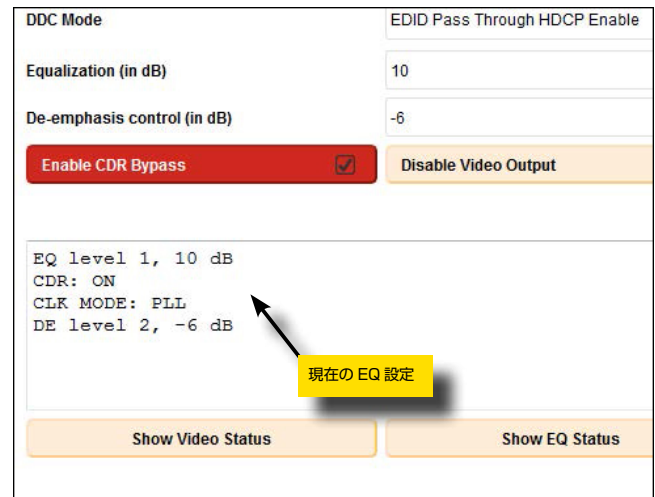 DDC Mode EDID Pass Through HDCP Enable
Equalization (in dB) 10
De-emphasis control (in dB) -6
Enable CDR Bypass Disable Video Output
EQ level 1, 10 dB
CDR: ON
CLK MODE: PLL
DE level 2, -6 dB
現在の EQ 設定
Show Video Status Show EQ Status